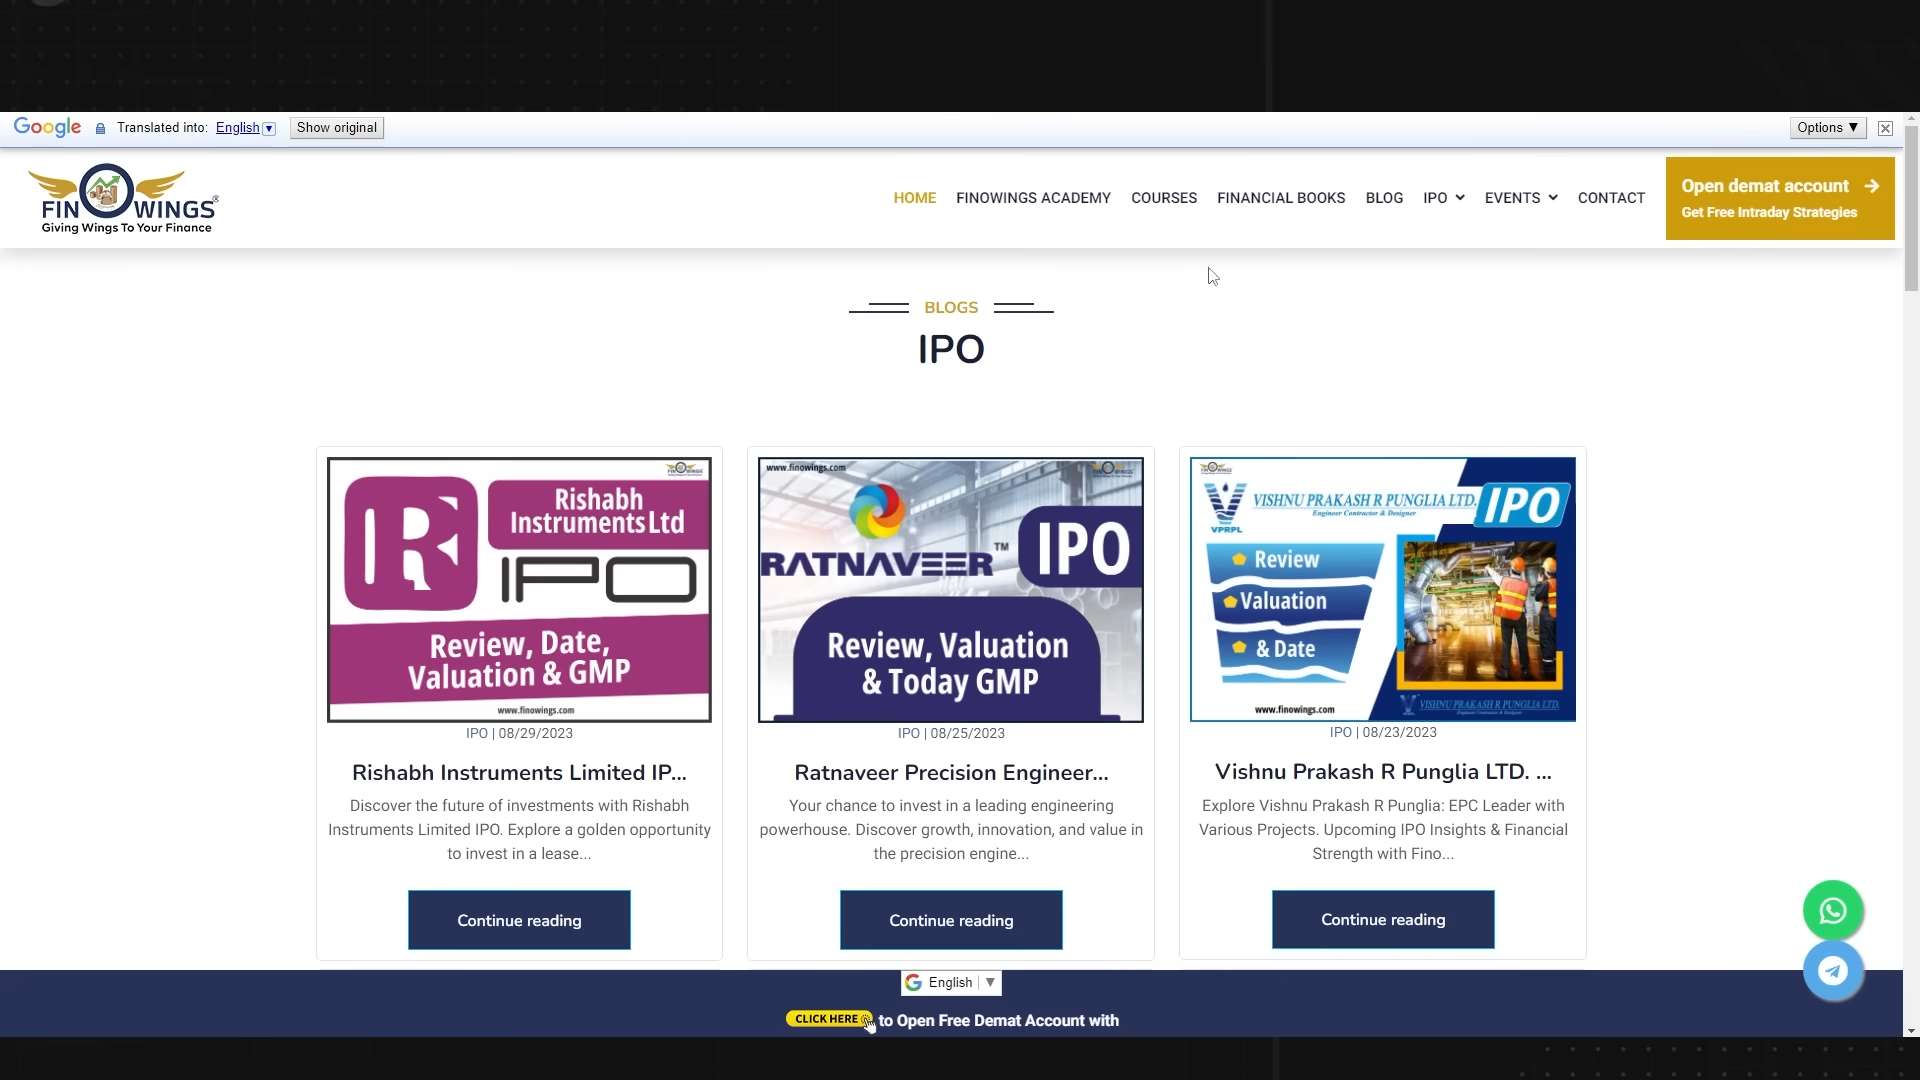 Google Translated into: English Show original Options ▼
FINOWINGS®
Giving Wings To Your Finance
HOME FINOWINGS ACADEMY COURSES FINANCIAL BOOKS BLOG IPO EVENTS CONTACT
Open demat account
Get Free Intraday Strategies
BLOGS
IPO
Rishabh
Instruments Ltd
IPO
Review, Date,
Valuation & GMP
www.finowings.com
IPO | 08/29/2023
Rishabh Instruments Limited IP...
Discover the future of investments with Rishabh
Instruments Limited IPO. Explore a golden opportunity
to invest in a lease...
Continue reading
www.finowings.com
RATNAVEER™
IPO
Review, Valuation
& Today GMP
IPO | 08/25/2023
Ratnaveer Precision Engineer...
Your chance to invest in a leading engineering
powerhouse. Discover growth, innovation, and value in
the precision engine...
Continue reading
VPRPL
VISHNU PRAKASH R PUNGLIA LTD.
Engineer Contractor & Designer
IPO
Review
Valuation
& Date
www.finowings.com
VISHNU PRAKASH R PUNGLIA LTD.
IPO | 08/23/2023
Vishnu Prakash R Punglia LTD. ...
Explore Vishnu Prakash R Punglia: EPC Leader with
Various Projects. Upcoming IPO Insights & Financial
Strength with Fino...
Continue reading
English ▼
CLICK HERE to Open Free Demat Account with